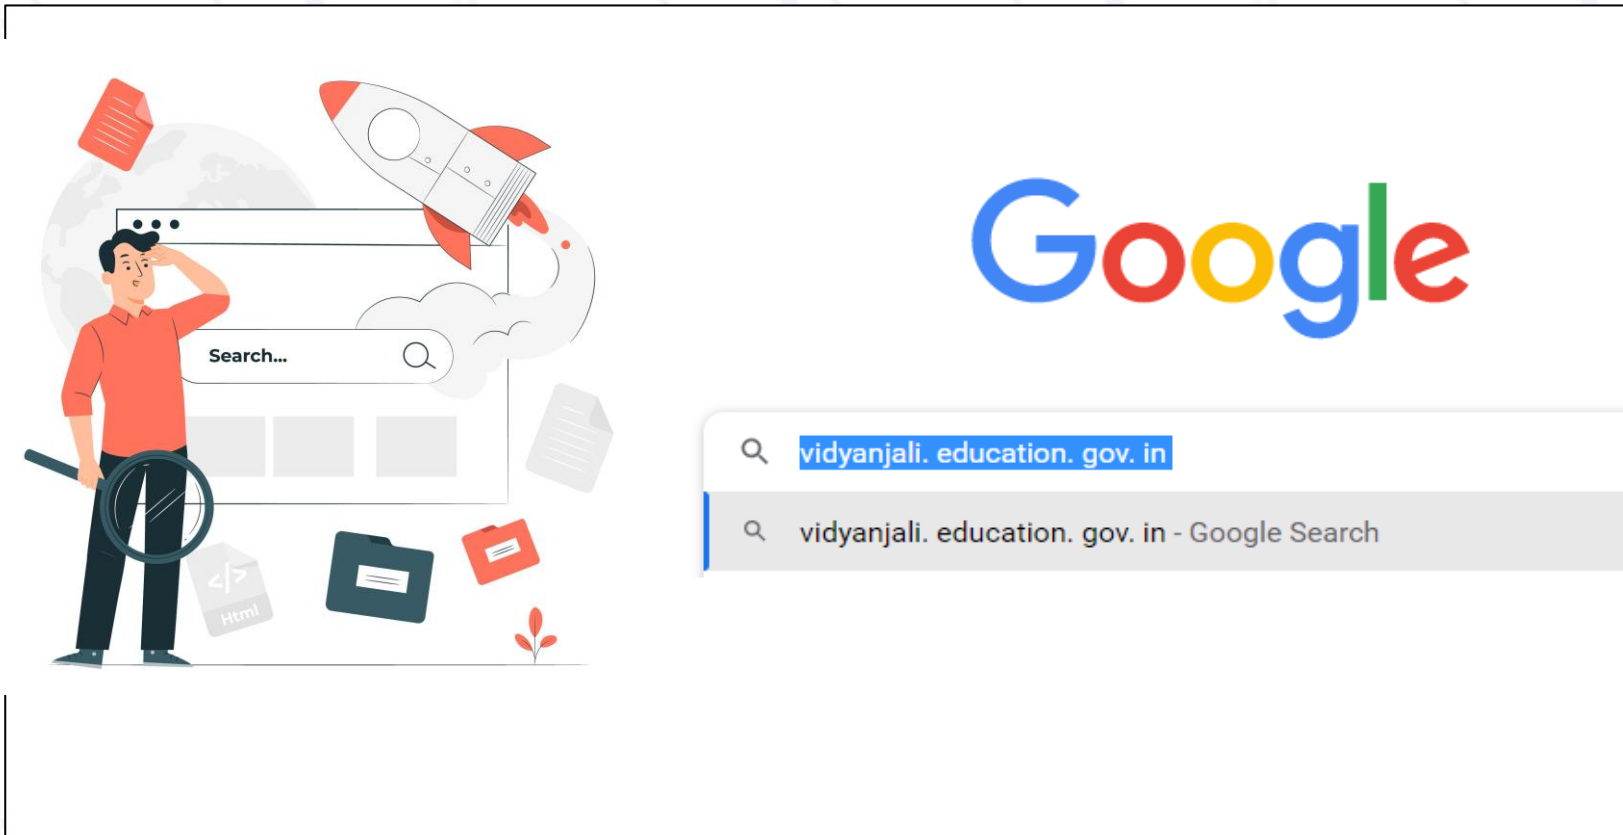 Google
Search...
vidyanjali. education. gov. in
vidyanjali. education. gov. in - Google Search
</>
Html